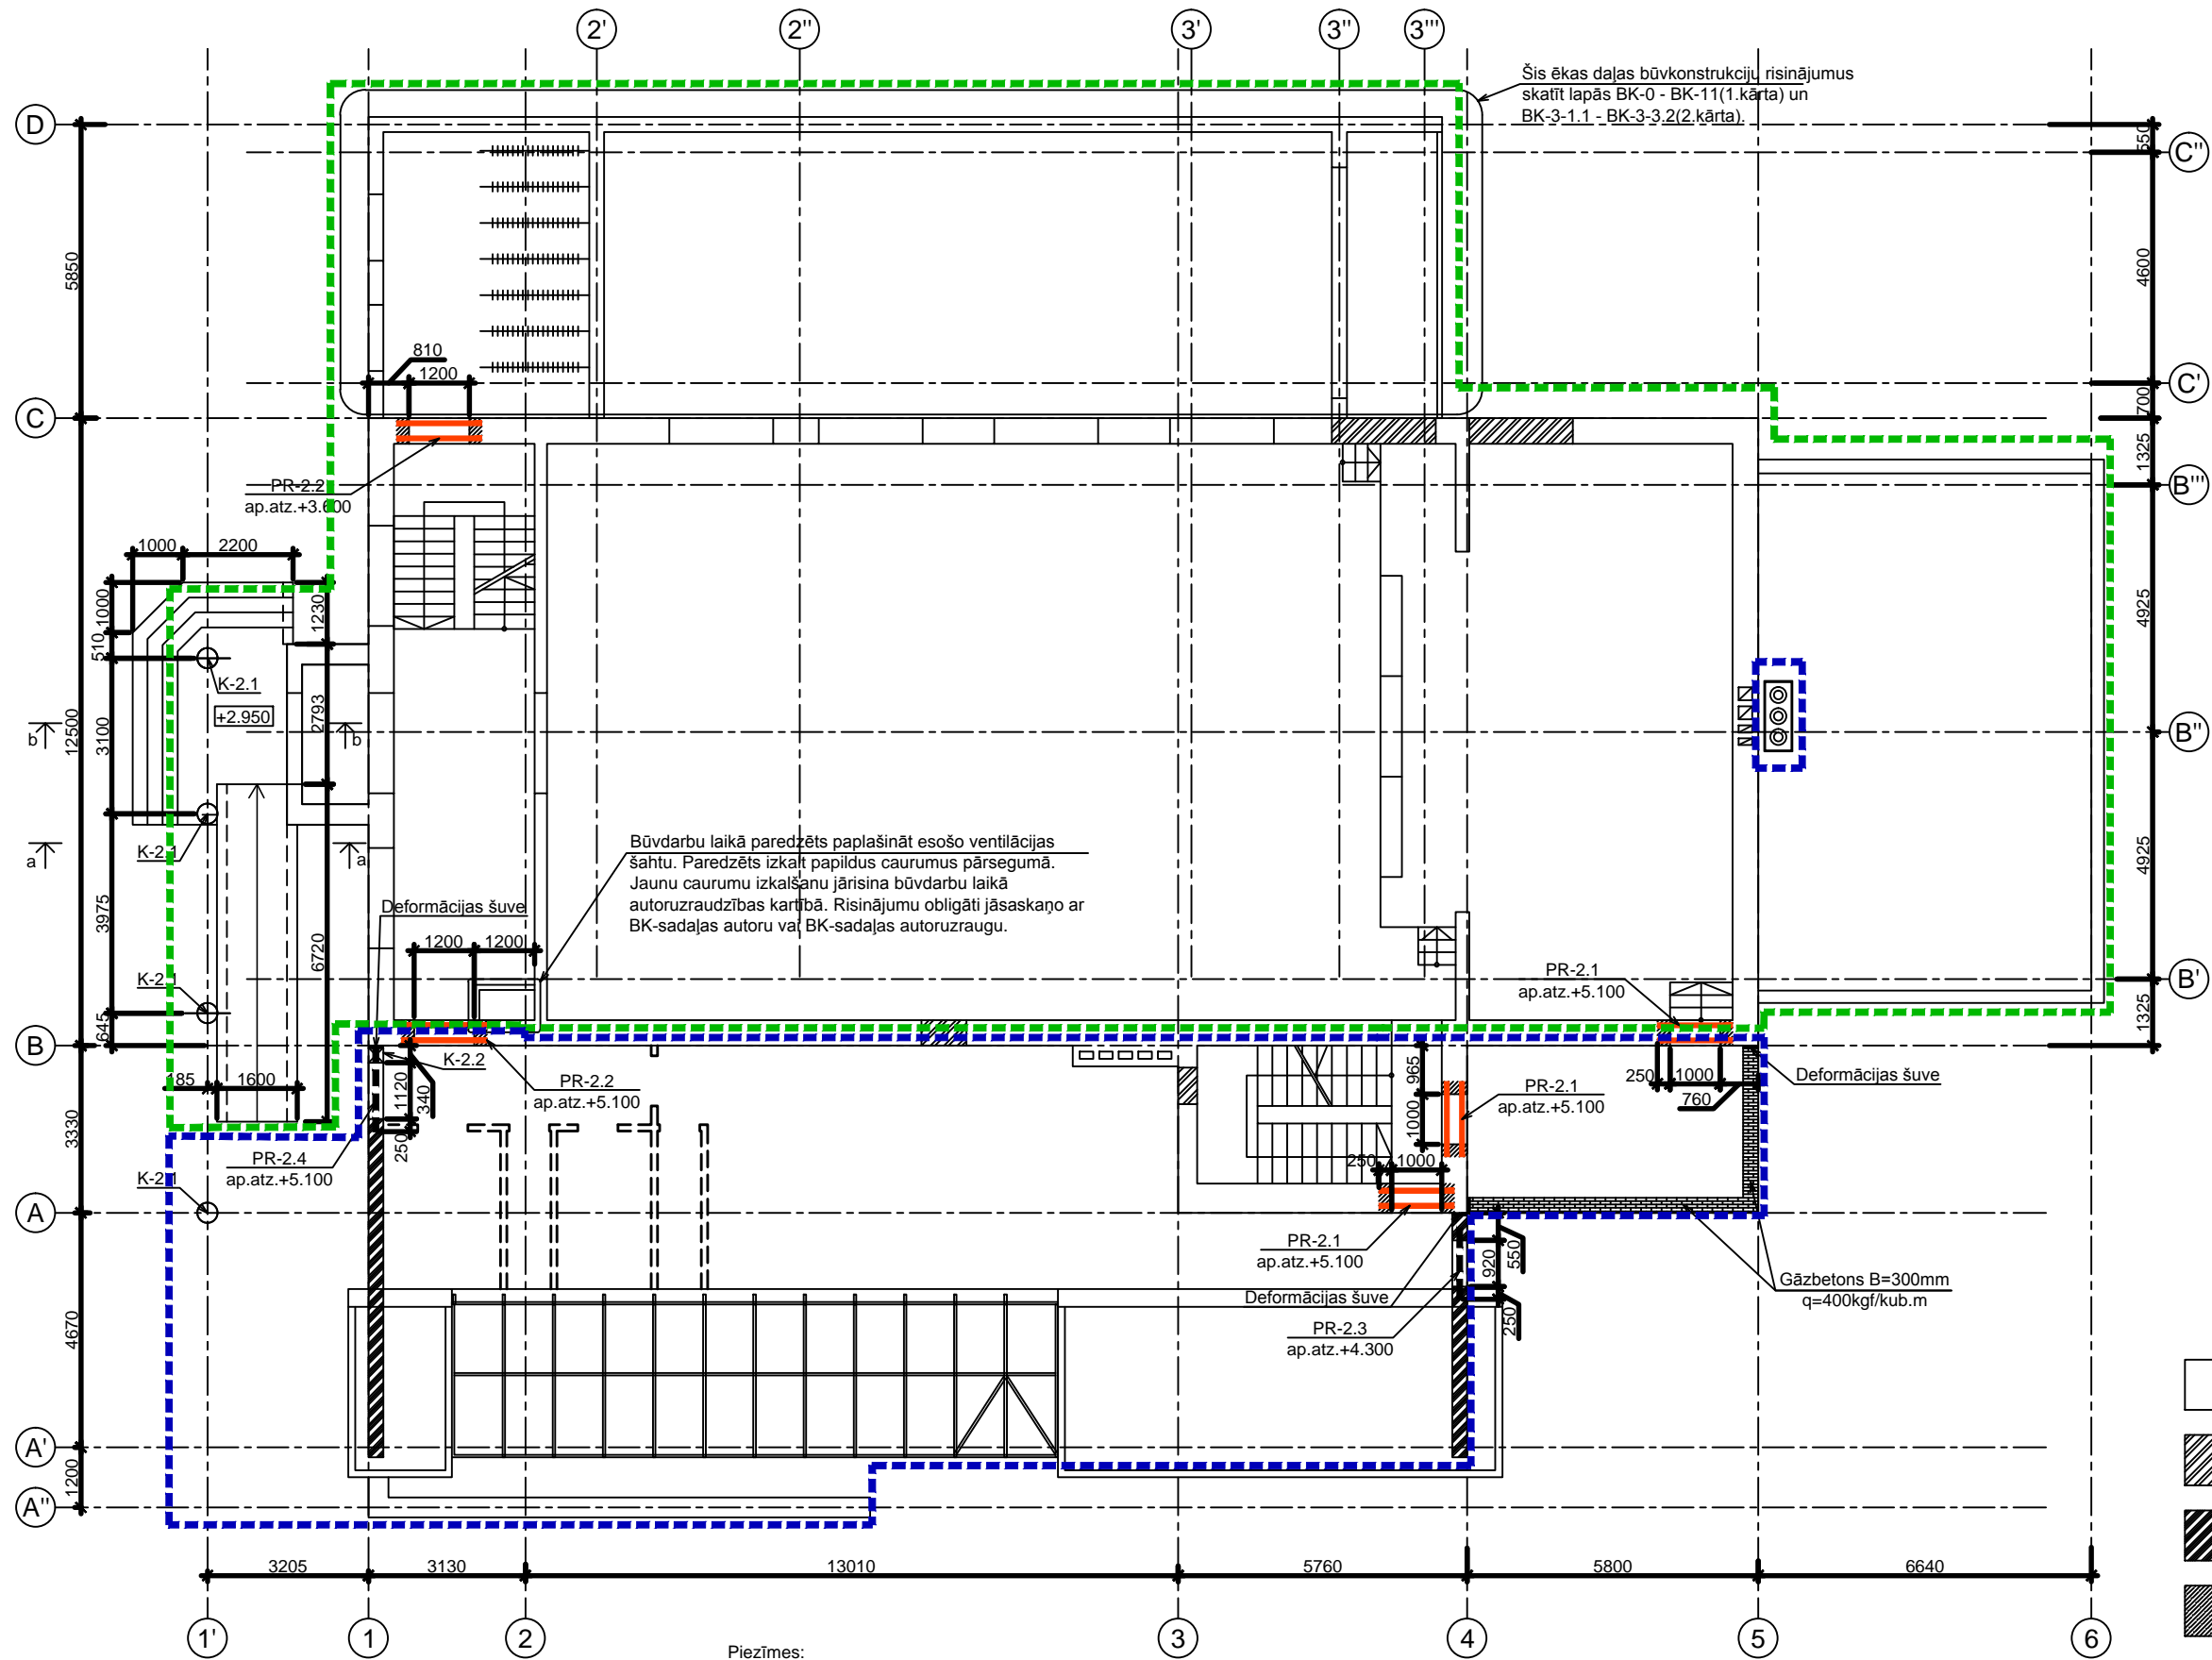 2' 2'' 3' 3'' 3'''
Šis ēkas daļas būvkonstrukciju risinājumus
skatīt lapās BK-0 - BK-11(1.kārta) un
BK-3-1.1 - BK-3-3.2(2.kārta).
D
550
C''
5850
4600
810
1200
C'
C
700
1325
PR-2.2
ap.atz.+3.600
B'''
1000 2200
1000
1230
510
4925
K-2.1
+2.950
2793
b b
12500
3100
B''
a a
K-2.1
Būvdarbu laikā paredzēts paplašināt esošo ventilācijas
šahtu. Paredzēts izkalt papildus caurumus pārsegumā.
Jaunu caurumu izkalšanu jārisina būvdarbu laikā
autoruzraudzības kartībā. Risinājumu obligāti jāsaskaņo ar
BK-sadaļas autoru vai BK-sadaļas autoruzraugu.
Deformācijas šuve
3975
4925
6720
1200 1200
K-2.1
PR-2.1
ap.atz.+5.100
B'
645
1325
B
K-2.2
185 1600
1120
340
250
PR-2.2
ap.atz.+5.100
965
1000
PR-2.1
ap.atz.+5.100
250 1000
760
Deformācijas šuve
3330
PR-2.4
ap.atz.+5.100
K-2.1
250 1000
A
PR-2.1
ap.atz.+5.100
920
550
250
Deformācijas šuve
Gāzbetons B=300mm
q=400kgf/kub.m
PR-2.3
ap.atz.+4.300
4670
A'
1200
A''
3205 3130 13010 5760 5800 6640
1' 1 2 3 4 5 6
Piezīmes: